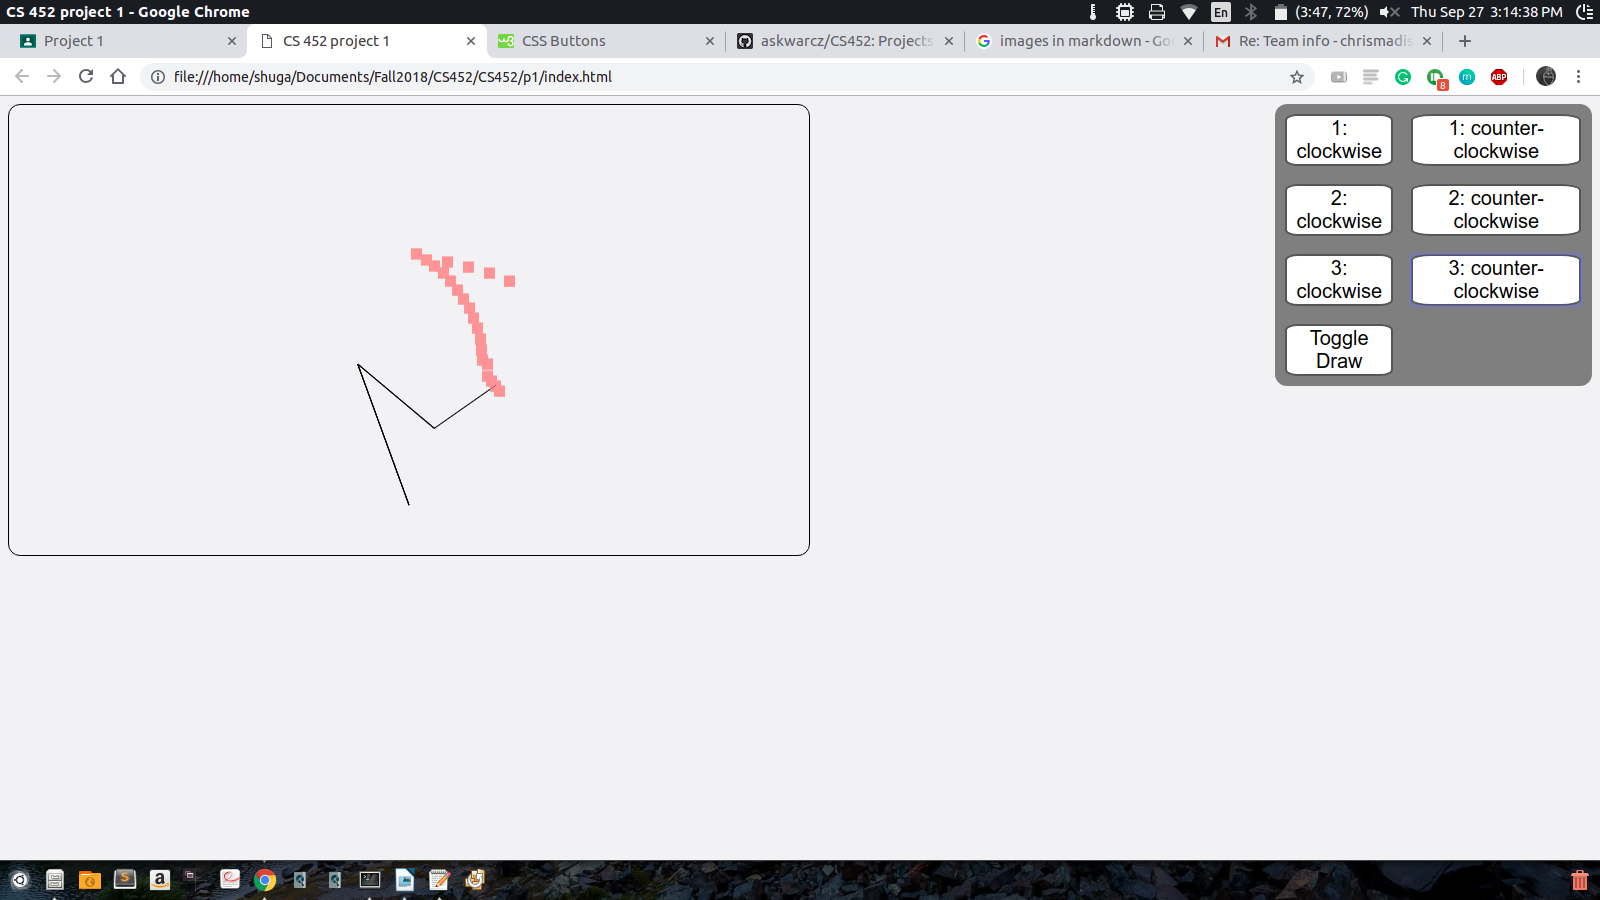 CS 452 project 1 - Google Chrome
En
(3:47, 72%)
Thu Sep 27 3:14:38 PM
Project 1
CS 452 project 1
CSS Buttons
askwarcz/CS452: Projects
images in markdown - Go
Re: Team info - chrismadis
file:///home/shuga/Documents/Fall2018/CS452/CS452/p1/index.html
8
m
ABP
1:
clockwise
1: counter-
clockwise
2:
clockwise
2: counter-
clockwise
3:
clockwise
3: counter-
clockwise
Toggle
Draw